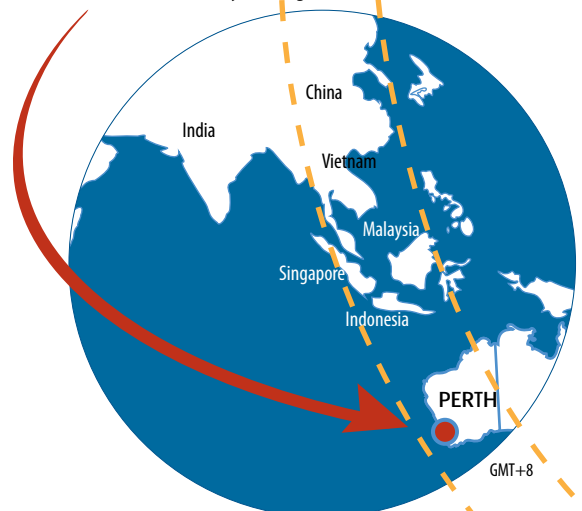 China
India
Vietnam
Malaysia
Singapore
Indonesia
PERTH
GMT+8